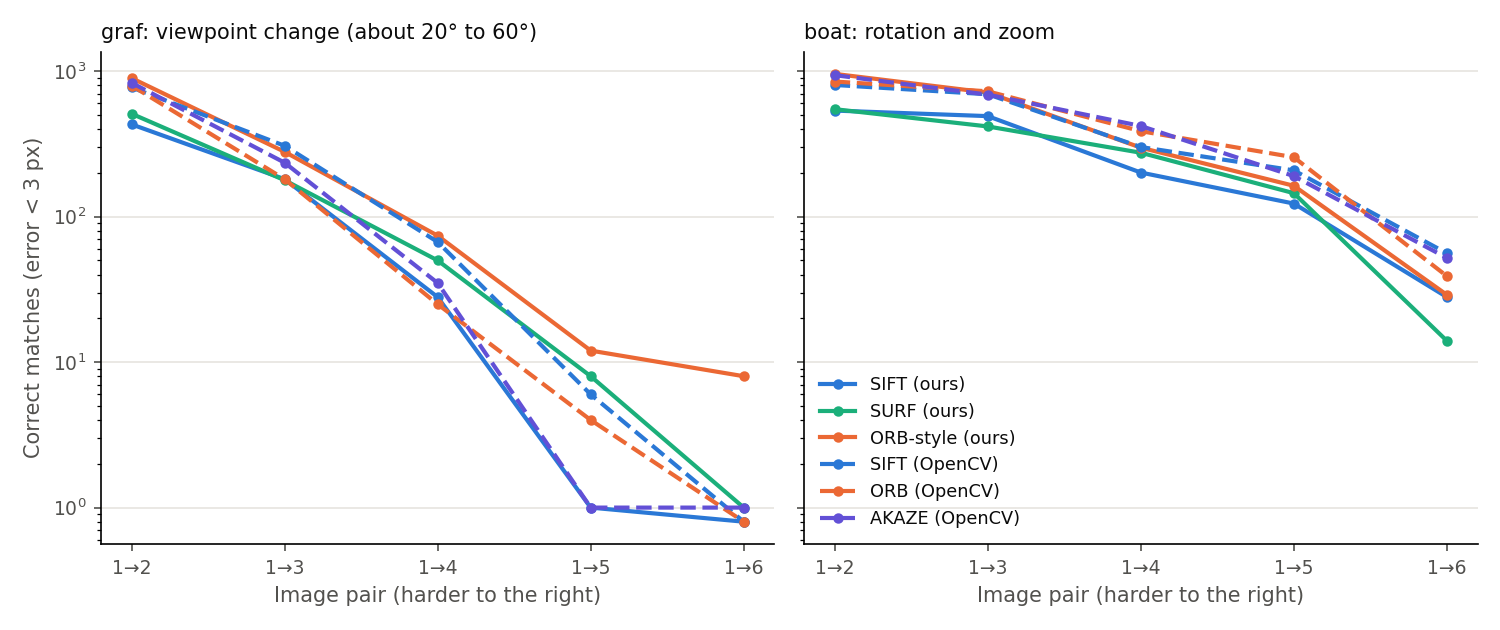 graf: viewpoint change (about 20° to 60°)
boat: rotation and zoom
Correct matches (error < 3 px)
10³
10²
10¹
10⁰
1→2
1→3
1→4
1→5
1→6
Image pair (harder to the right)
SIFT (ours)
SURF (ours)
ORB-style (ours)
SIFT (OpenCV)
ORB (OpenCV)
AKAZE (OpenCV)
1→2
1→3
1→4
1→5
1→6
Image pair (harder to the right)